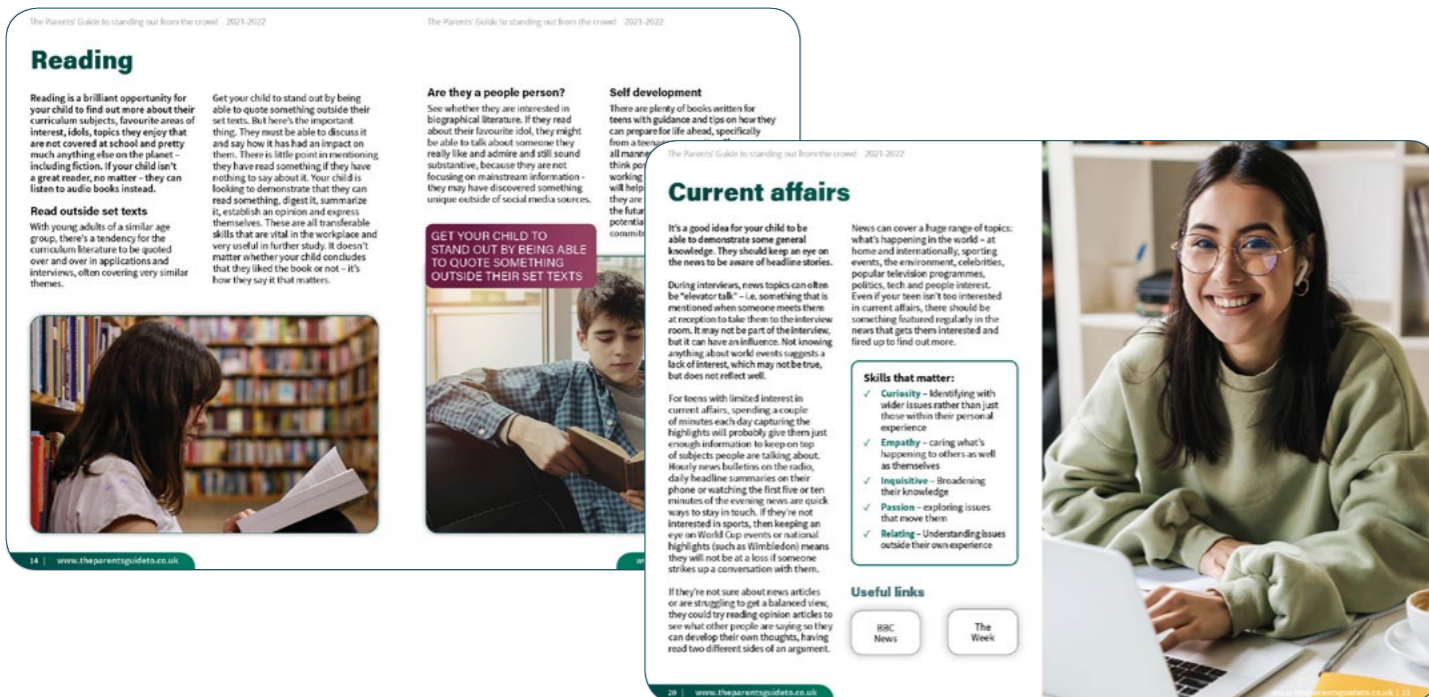 The Parents' Guide to standing out from the crowd 2021-2022
The Parents' Guide to standing out from the crowd 2021-2022
Reading
Reading is a brilliant opportunity for
your child to find out more about their
curriculum subjects, favourite areas of
interest, idols, topics they enjoy that
are not covered at school and pretty
much anything else on the planet –
including fiction. If your child isn't
a great reader, no matter – they can
listen to audio books instead.
Read outside set texts
With young adults of a similar age
group, there's a tendency for the
curriculum literature to be quoted
over and over in applications and
interviews, often covering very similar
themes.
Get your child to stand out by being
able to quote something outside their
set texts. But here's the important
thing. They must be able to discuss it
and say how it has had an impact on
them. There is little point in mentioning
they have read something if they have
nothing to say about it. Your child is
looking to demonstrate that they can
read something, digest it, summarize
it, establish an opinion and express
themselves. These are all transferable
skills that are vital in the workplace and
very useful in further study. It doesn't
matter whether your child concludes
that they liked the book or not – it's
how they say it that matters.
14 | www.theparentsguideto.co.uk
Are they a people person?
See whether they are interested in
biographical literature. If they read
about their favourite idol, they might
be able to talk about someone they
really like and admire and still sound
substantive, because they are not
focusing on mainstream information -
they may have discovered something
unique outside of social media sources.
GET YOUR CHILD TO
STAND OUT BY BEING ABLE
TO QUOTE SOMETHING
OUTSIDE THEIR SET TEXTS
Self development
There are plenty of books written for
teens with guidance and tips on how they
can prepare for life ahead, specifically
from a
all
think
working
will help
they are
the
The Parents' Guide to standing out from the crowd 2021-2022
Current affairs
It's a good idea for your child to be
able to demonstrate some general
knowledge. They should keep an eye on
the news to be aware of headline stories.
During interviews, news topics can often
be "elevator talk" – i.e. something that is
mentioned when someone meets them
at reception to take them to the interview
room. It may not be part of the interview,
but it can have an influence. Not knowing
anything about world events suggests a
lack of interest, which may not be true,
but does not reflect well.
For teens with limited interest in
current affairs, spending a couple
of minutes each day capturing the
highlights will probably give them just
enough information to keep on top
of subjects people are talking about.
Hourly news bulletins on the radio,
daily headline summaries on their
phone or watching the first five or ten
minutes of the evening news are quick
ways to stay in touch. If they're not
interested in sports, then keeping an
eye on World Cup events or national
highlights (such as Wimbledon) means
they will not be at a loss if someone
strikes up a conversation with them.
If they're not sure about news articles
or are struggling to get a balanced view,
they could try reading opinion articles to
see what other people are saying so they
can develop their own thoughts, having
read two different sides of an argument.
News can cover a huge range of topics:
what's happening in the world – at
home and internationally, sporting
events, the environment, celebrities,
popular television programmes,
politics, tech and people interest.
Even if your teen isn't too interested
in current affairs, there should be
something featured regularly in the
news that gets them interested and
fired up to find out more.
Skills that matter:
✓ Curiosity – Identifying with
wider issues rather than just
those within their personal
experience
✓ Empathy – caring what's
happening to others as well
as themselves
✓ Inquisitive – Broadening
their knowledge
✓ Passion – exploring issues
that move them
✓ Relating – Understanding issues
outside their own experience
Useful links
BBC
News
The
Week
20 | www.theparentsguideto.co.uk